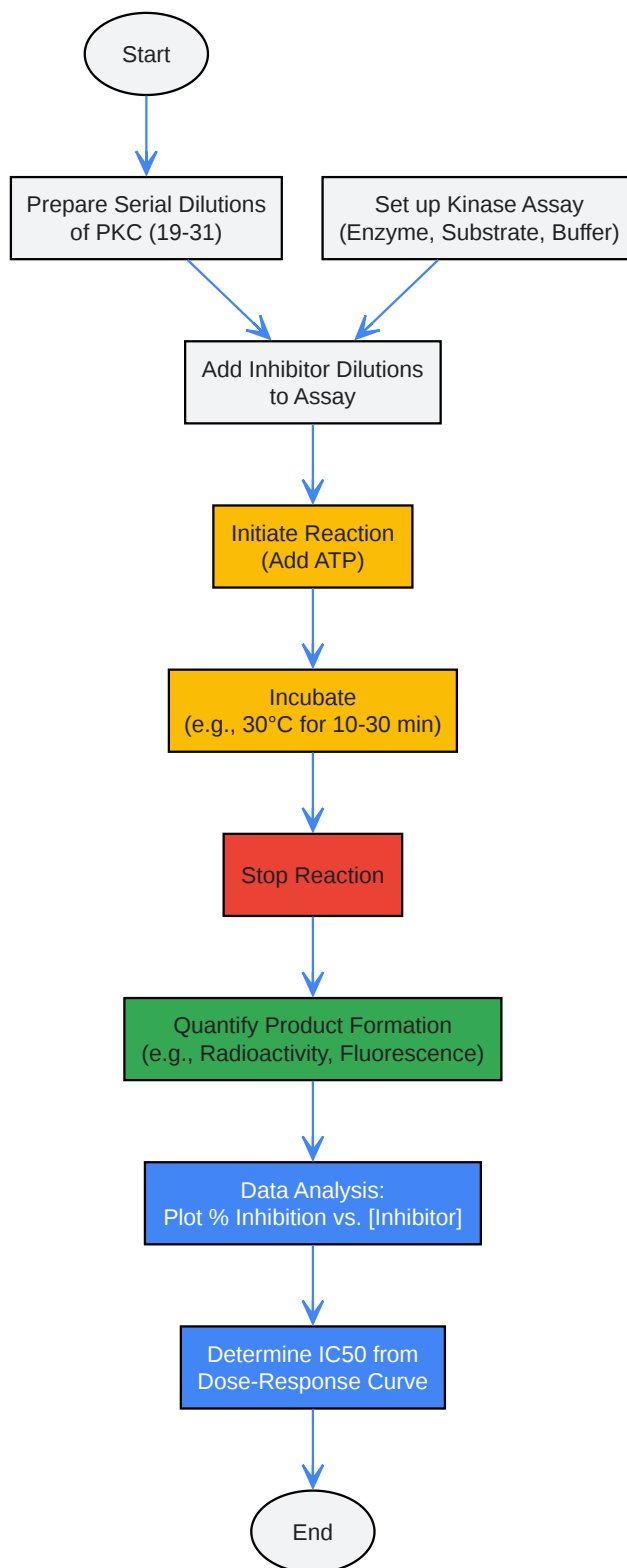 Start
Prepare Serial Dilutions
of PKC (19-31)
Set up Kinase Assay
(Enzyme, Substrate, Buffer)
Add Inhibitor Dilutions
to Assay
Initiate Reaction
(Add ATP)
Incubate
(e.g., 30°C for 10-30 min)
Stop Reaction
Quantify Product Formation
(e.g., Radioactivity, Fluorescence)
Data Analysis:
Plot % Inhibition vs. [Inhibitor]
Determine IC50 from
Dose-Response Curve
End